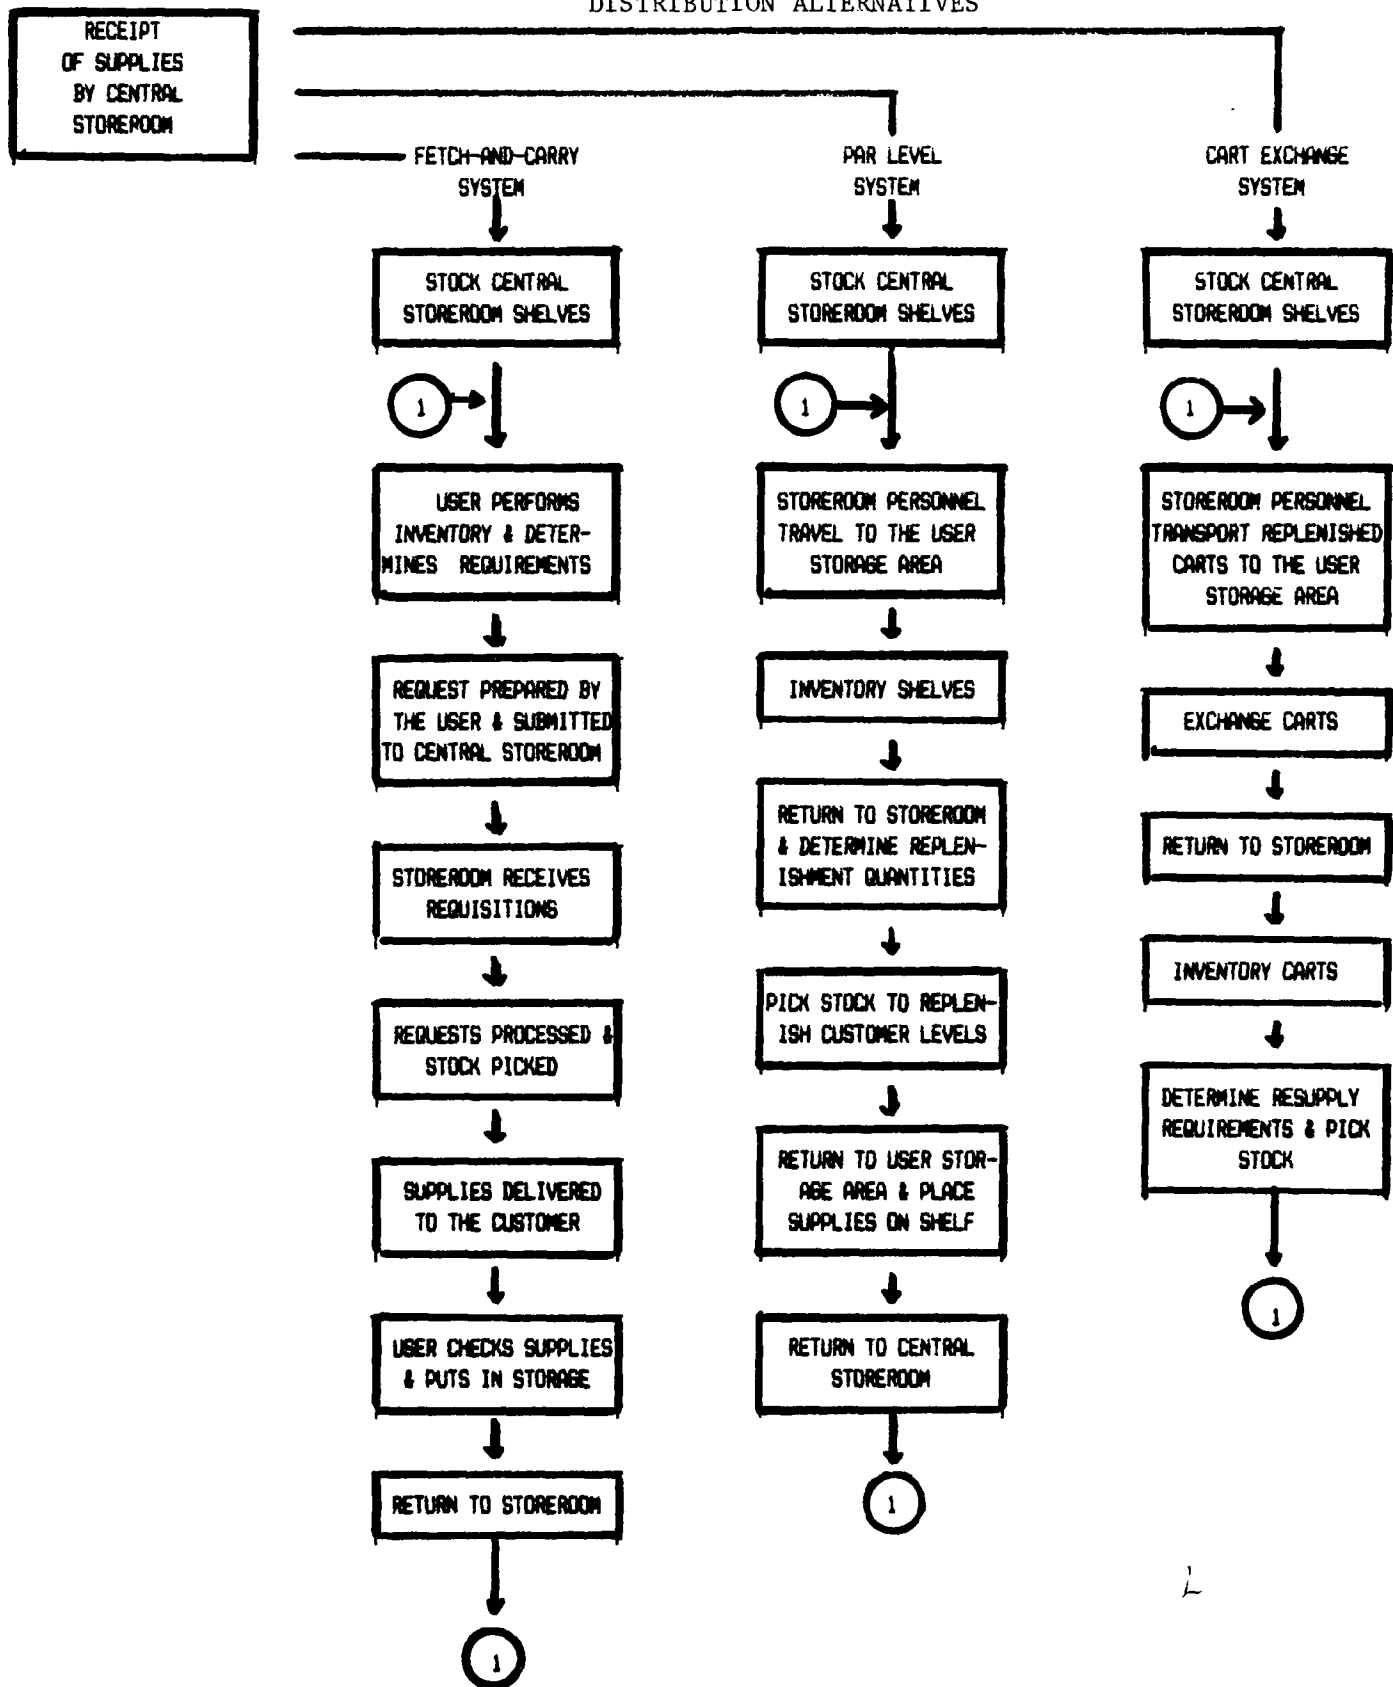 DISTRIBUTION ALTERNATIVES
RECEIPT
OF SUPPLIES
BY CENTRAL
STOREROOM
FETCH-AND-CARRY
SYSTEM
STOCK CENTRAL
STOREROOM SHELVES
1
USER PERFORMS
INVENTORY & DETER-
MINES REQUIREMENTS
REQUEST PREPARED BY
THE USER & SUBMITTED
TO CENTRAL STOREROOM
STOREROOM RECEIVES
REQUISITIONS
REQUESTS PROCESSED &
STOCK PICKED
SUPPLIES DELIVERED
TO THE CUSTOMER
USER CHECKS SUPPLIES
& PUTS IN STORAGE
RETURN TO STOREROOM
1
PAR LEVEL
SYSTEM
STOCK CENTRAL
STOREROOM SHELVES
1
STOREROOM PERSONNEL
TRAVEL TO THE USER
STORAGE AREA
INVENTORY SHELVES
RETURN TO STOREROOM
& DETERMINE REPLEN-
ISHMENT QUANTITIES
PICK STOCK TO REPLEN-
ISH CUSTOMER LEVELS
RETURN TO USER STOR-
AGE AREA & PLACE
SUPPLIES ON SHELF
RETURN TO CENTRAL
STOREROOM
1
CART EXCHANGE
SYSTEM
STOCK CENTRAL
STOREROOM SHELVES
1
STOREROOM PERSONNEL
TRANSPORT REPLENISHED
CARTS TO THE USER
STORAGE AREA
EXCHANGE CARTS
RETURN TO STOREROOM
INVENTORY CARTS
DETERMINE RESUPPLY
REQUIREMENTS & PICK
STOCK
1